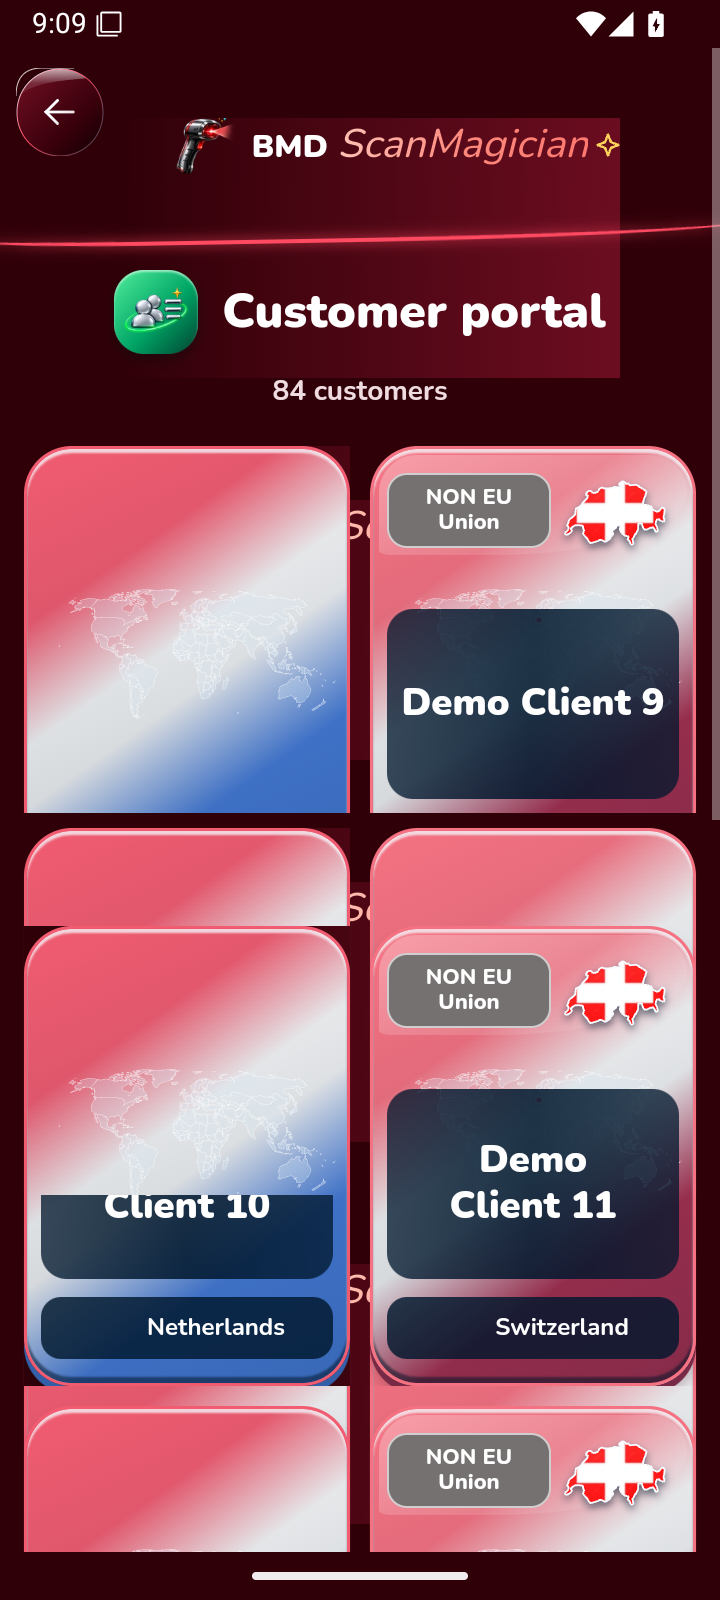 9:09
BMD ScanMagician
Customer portal
84 customers
NON EU
Union
Demo Client 9
NON EU
Union
Client 10
Demo
Client 11
Netherlands
Switzerland
NON EU
Union